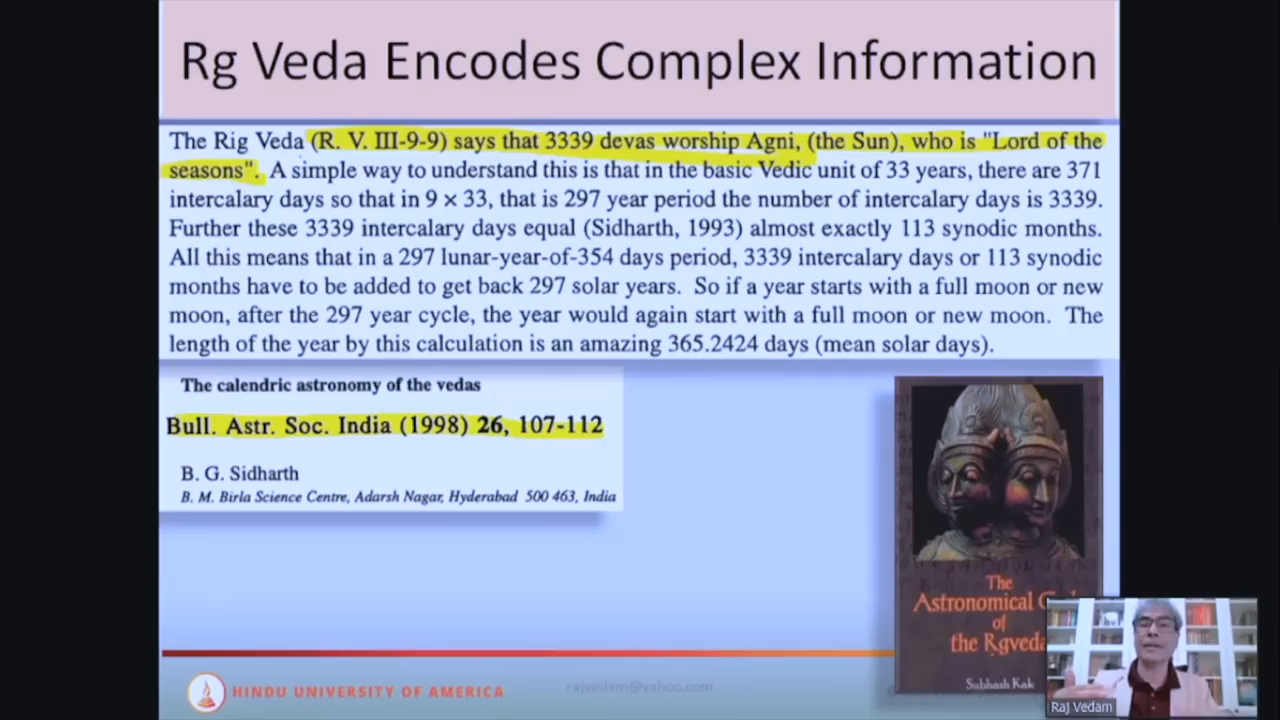 Rg Veda Encodes Complex Information
The Rig Veda (R. V. III-9-9) says that 3339 devas worship Agni, (the Sun), who is "Lord of the
seasons". A simple way to understand this is that in the basic Vedic unit of 33 years, there are 371
intercalary days so that in 9 × 33, that is 297 year period the number of intercalary days is 3339.
Further these 3339 intercalary days equal (Sidharth, 1993) almost exactly 113 synodic months.
All this means that in a 297 lunar-year-of-354 days period, 3339 intercalary days or 113 synodic
months have to be added to get back 297 solar years. So if a year starts with a full moon or new
moon, after the 297 year cycle, the year would again start with a full moon or new moon. The
length of the year by this calculation is an amazing 365.2424 days (mean solar days).
The calendric astronomy of the vedas
Bull. Astr. Soc. India (1998) 26, 107-112
B. G. Sidharth
B. M. Birla Science Centre, Adarsh Nagar, Hyderabad 500 463, India
The
Astronomical
of
the Rgveda
Subhash Kak
HINDU UNIVERSITY OF AMERICA
rajvedam@yahoo.com
Raj Vedam